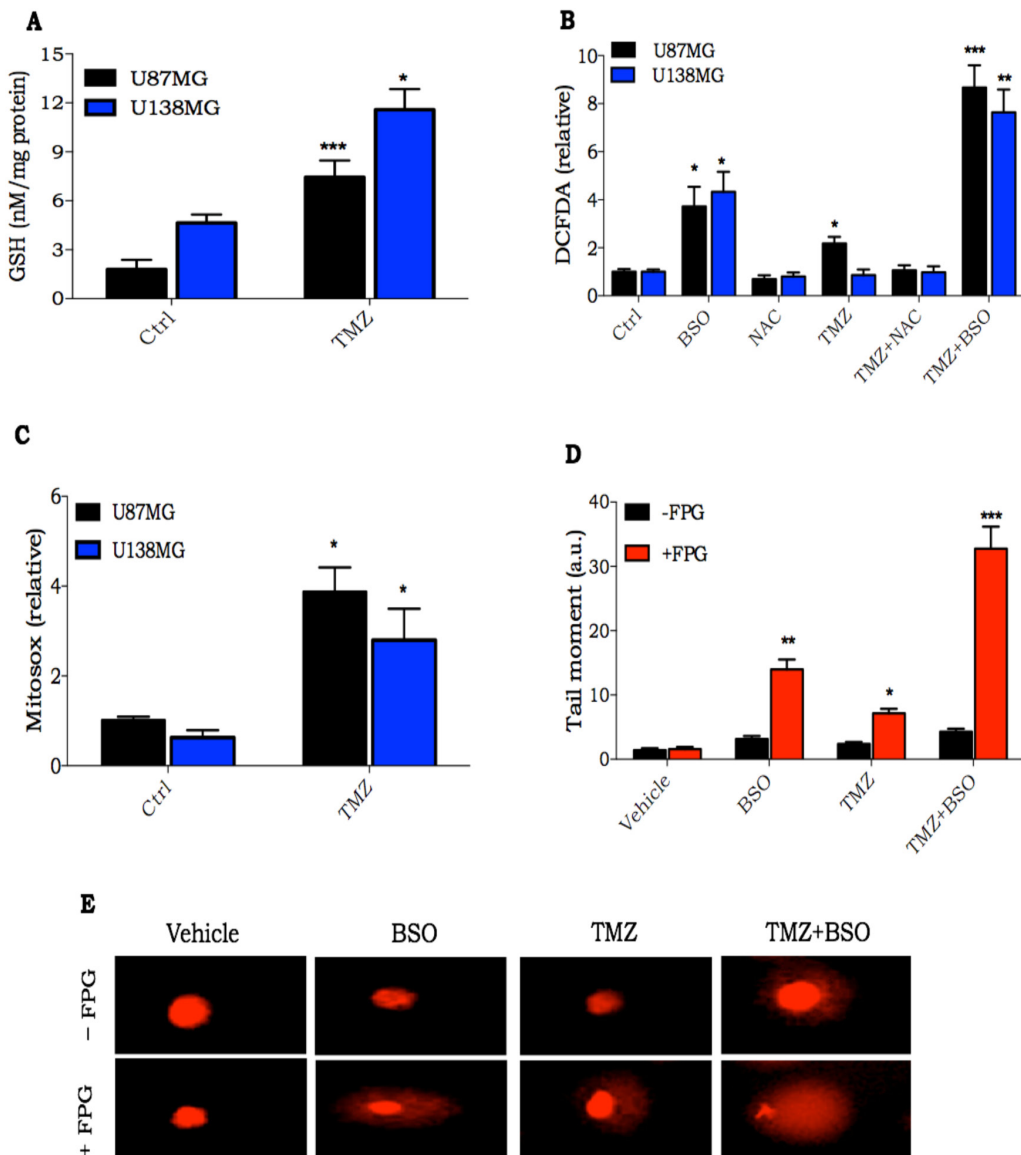 A
GSH (nM/mg protein)
15
12
9
6
3
0
U87MG
U138MG
***
*
Ctrl
TMZ
B
DCFDA (relative)
10
8
6
4
2
0
U87MG
U138MG
*
*
*
***
**
Ctrl
BSO
NAC
TMZ
TMZ+NAC
TMZ+BSO
C
Mitosox (relative)
6
4
2
0
U87MG
U138MG
*
*
Ctrl
TMZ
D
Tail moment (a.u.)
40
30
20
10
0
-FPG
+FPG
**
*
***
Vehicle
BSO
TMZ
TMZ+BSO
E
Vehicle BSO TMZ TMZ+BSO
– FPG
+ FPG